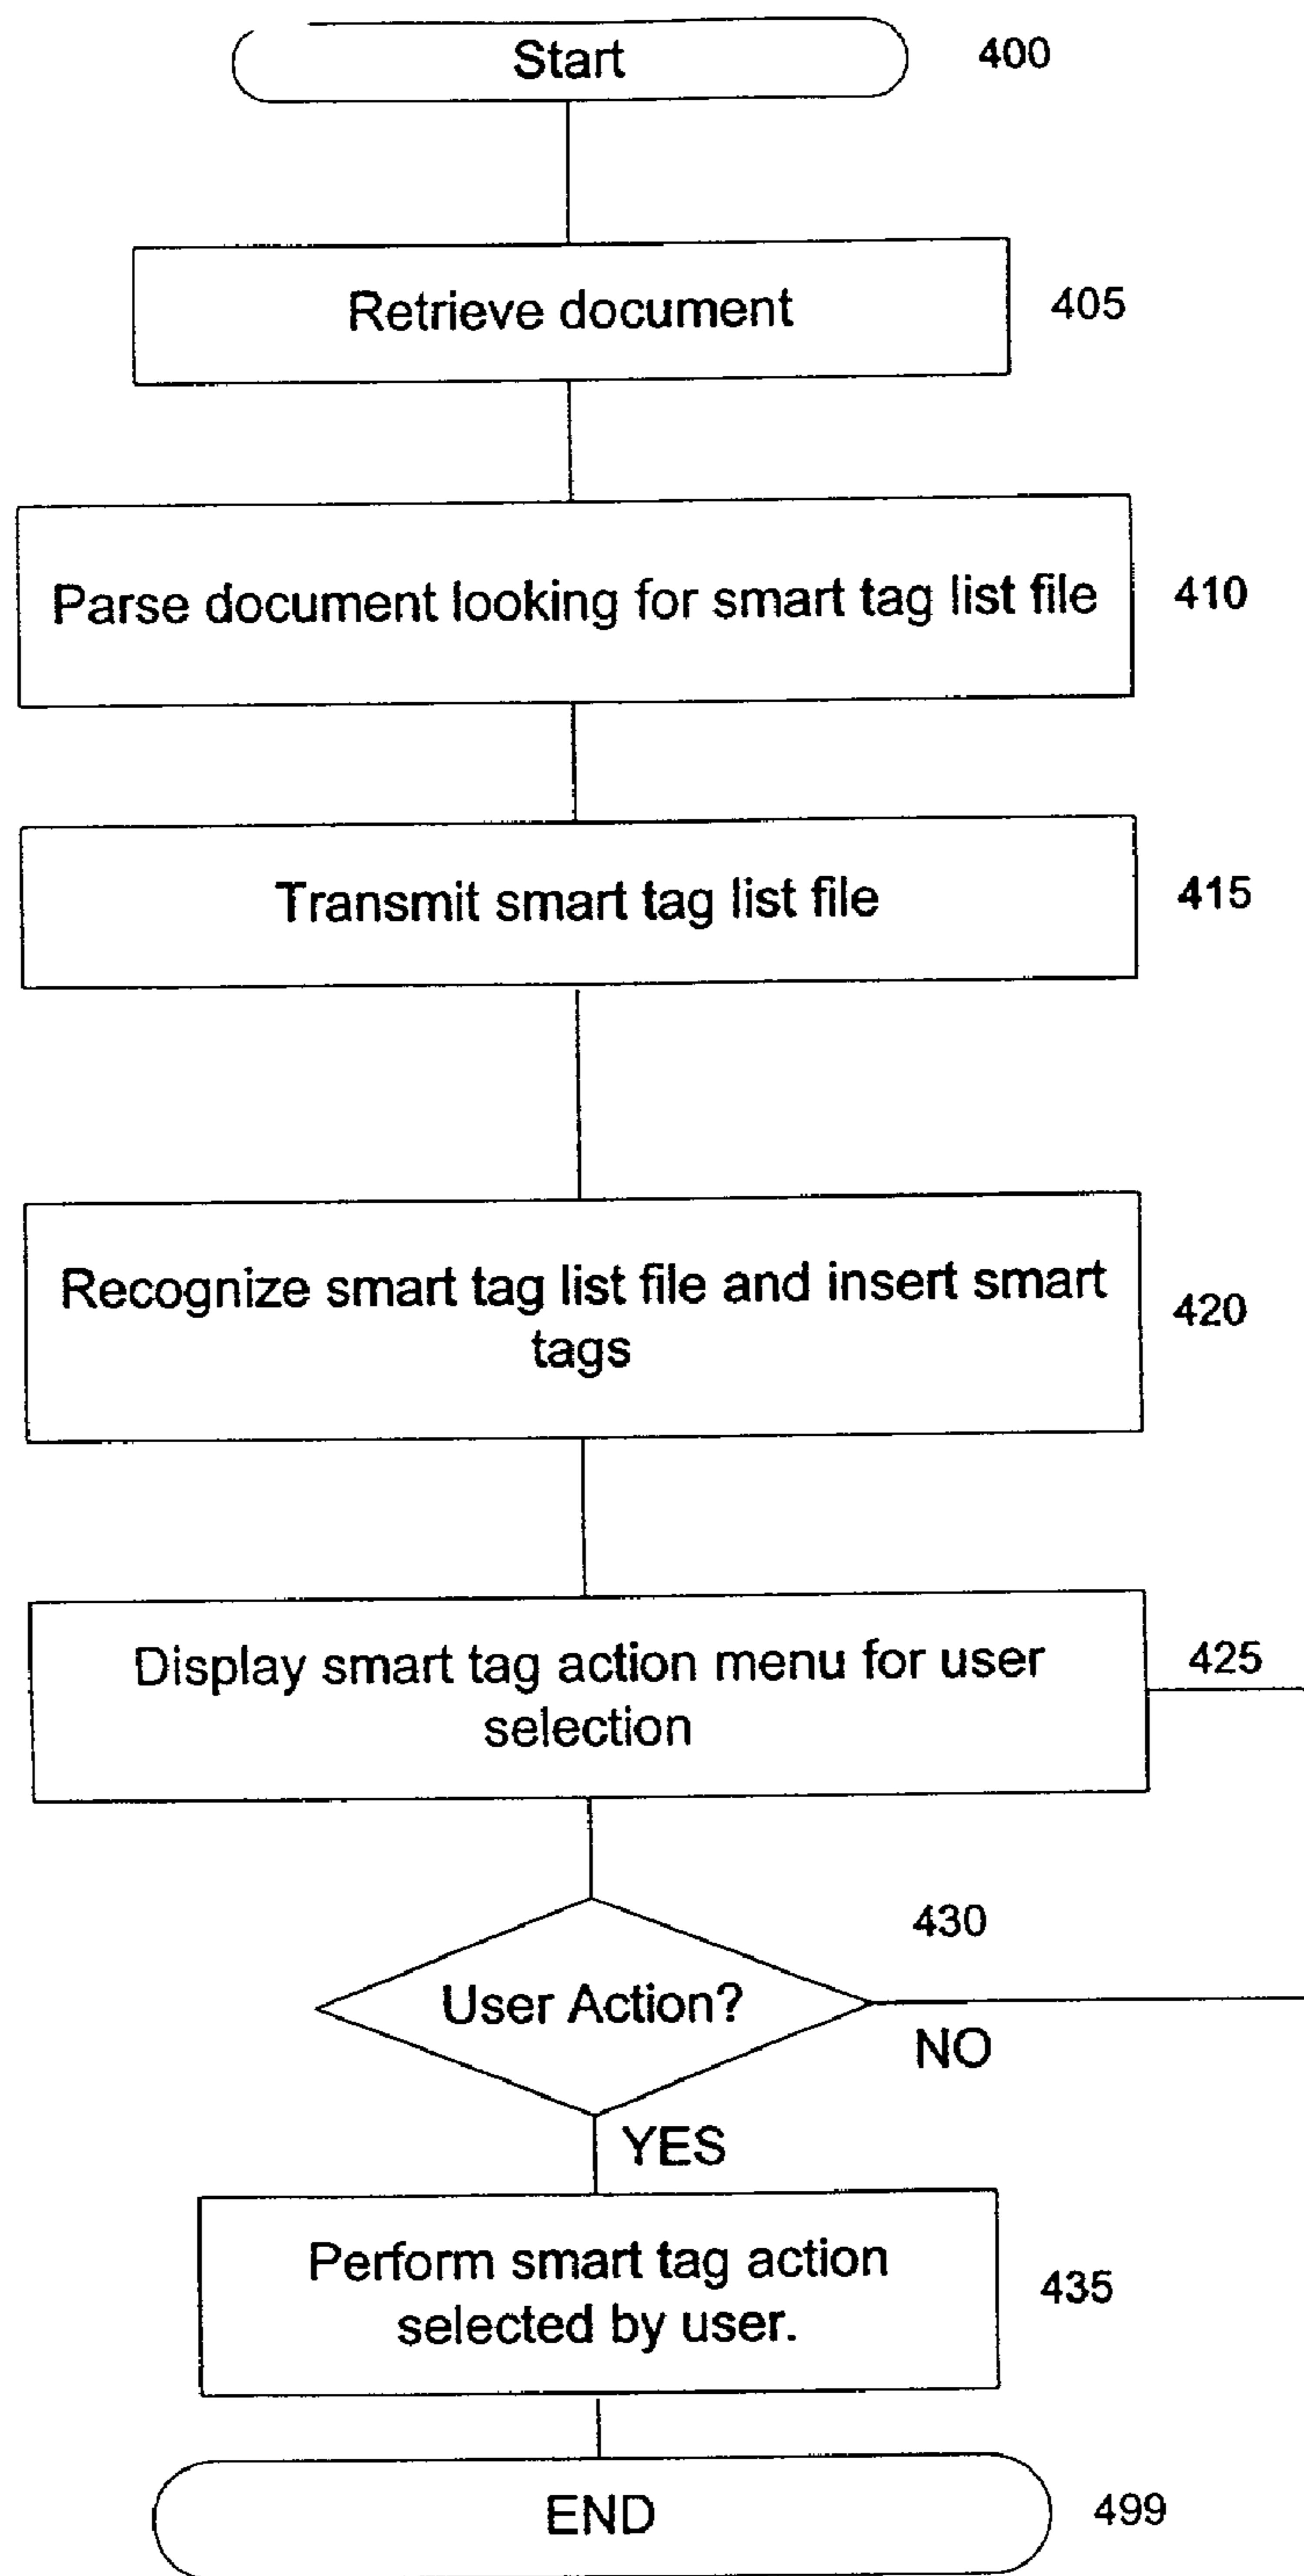 Start
400
Retrieve document
405
Parse document looking for smart tag list file
410
Transmit smart tag list file
415
Recognize smart tag list file and insert smart
tags
420
Display smart tag action menu for user
selection
425
430
User Action?
NO
YES
Perform smart tag action
selected by user.
435
END
499